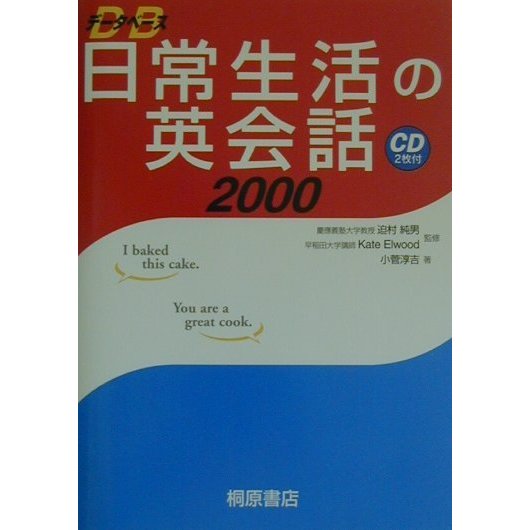 DB
データベース
日常生活の
英会話
CD
2枚付
2000
慶應義塾大学教授 迫村 純男
早稲田大学講師 Kate Elwood
監修
小菅淳吉 著
I baked
this cake.
You are a
great cook.
桐原書店